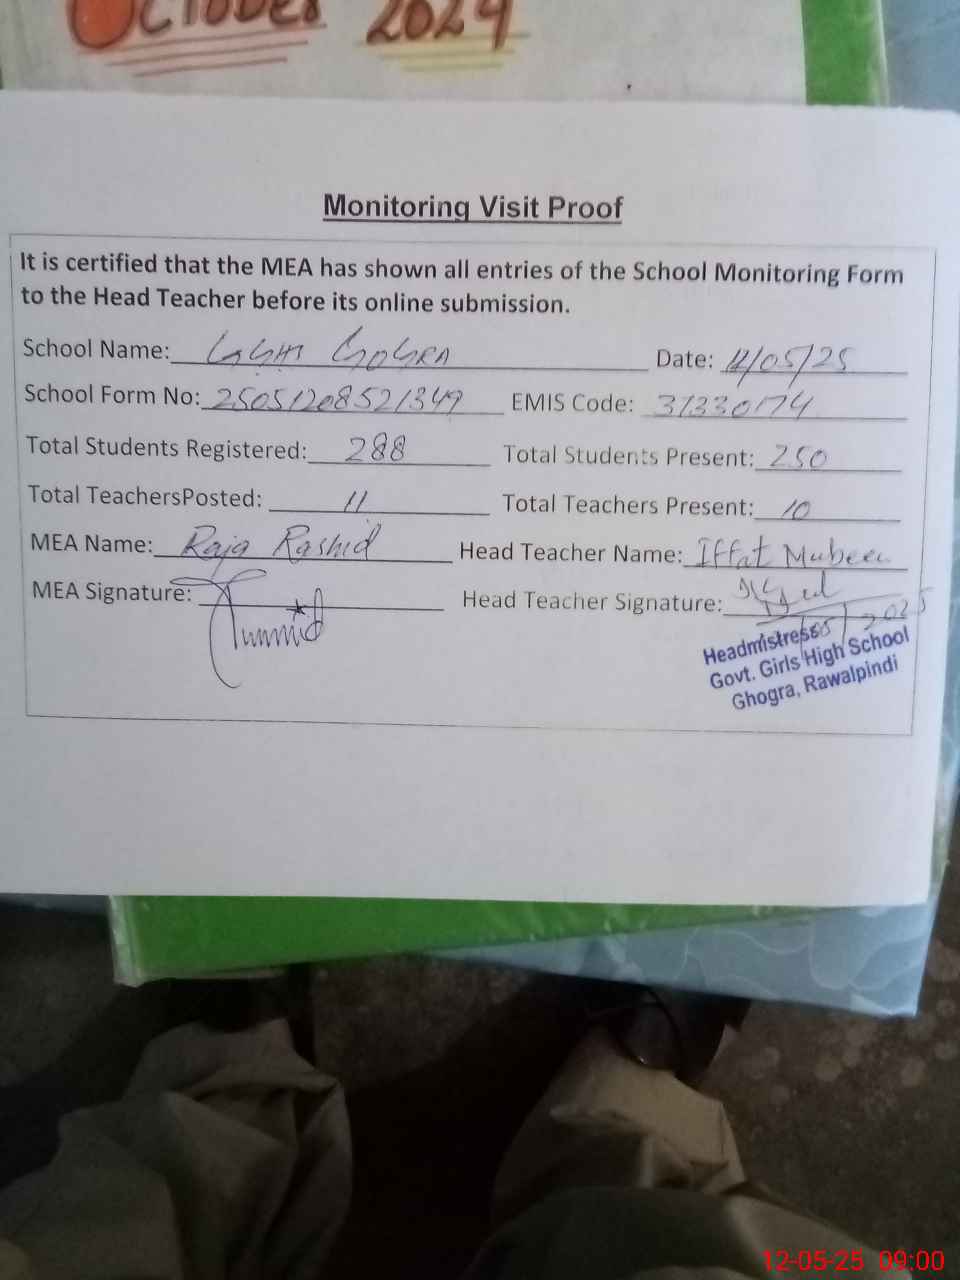 OCTOBER 2024
Monitoring Visit Proof
It is certified that the MEA has shown all entries of the School Monitoring Form
to the Head Teacher before its online submission.
School Name: GGHS GOGRA Date: 12/05/25
School Form No: 25051208521349 EMIS Code: 37330174
Total Students Registered: 288 Total Students Present: 250
Total TeachersPosted: 11 Total Teachers Present: 10
MEA Name: Raja Rashid Head Teacher Name: Iffat Mubeen
MEA Signature: Head Teacher Signature:
2025
Headmistress
Govt. Girls High School
Ghogra, Rawalpindi
12-05-25 09:00